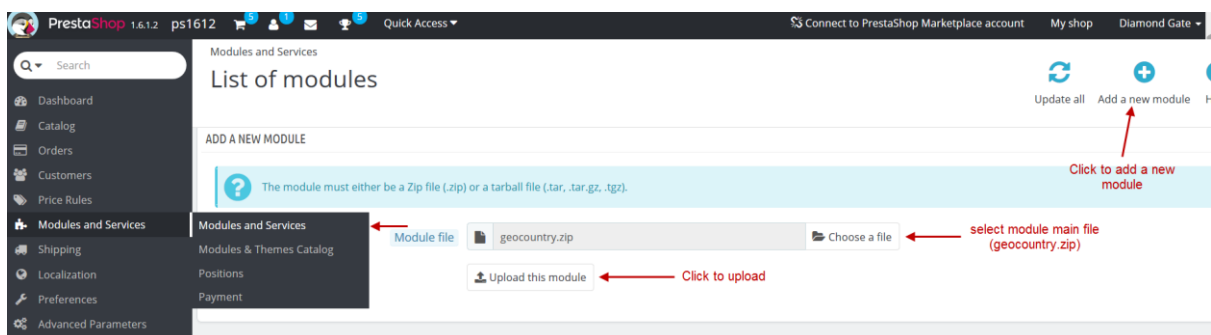 PrestaShop 1.6.1.2 ps1612 5 1 5 Quick Access Connect to PrestaShop Marketplace account My shop Diamond Gate
Search
Dashboard
Catalog
Orders
Customers
Price Rules
Modules and Services
Shipping
Localization
Preferences
Advanced Parameters
Modules and Services
Modules & Themes Catalog
Positions
Payment
Modules and Services
List of modules
Update all Add a new module H
ADD A NEW MODULE
The module must either be a Zip file (.zip) or a tarball file (.tar, .tar.gz, .tgz).
Click to add a new
module
Module file geocountry.zip Choose a file
select module main file
(geocountry.zip)
Upload this module Click to upload